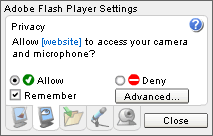 Adobe Flash Player Settings
Privacy
?
Allow [website] to access your camera
and microphone?
Allow
Deny
Remember
Advanced...
Close